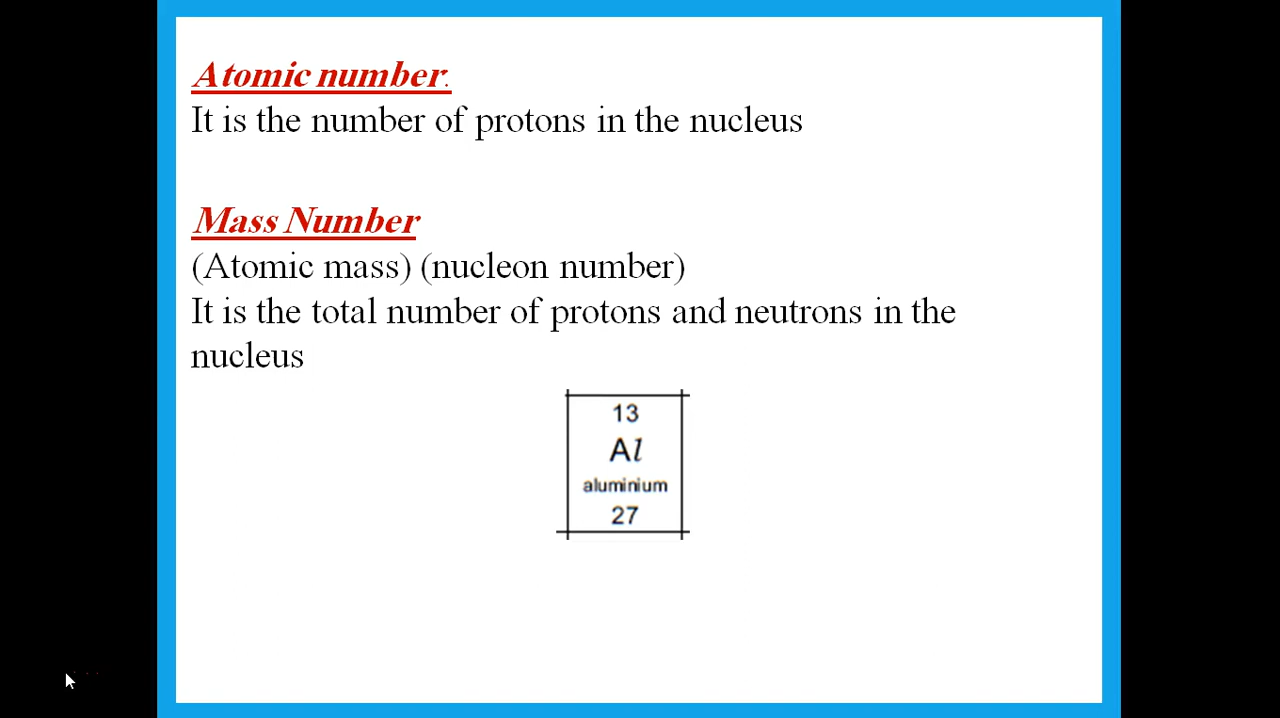 Atomic number.
It is the number of protons in the nucleus
Mass Number
(Atomic mass) (nucleon number)
It is the total number of protons and neutrons in the
nucleus
13
Al
aluminium
27